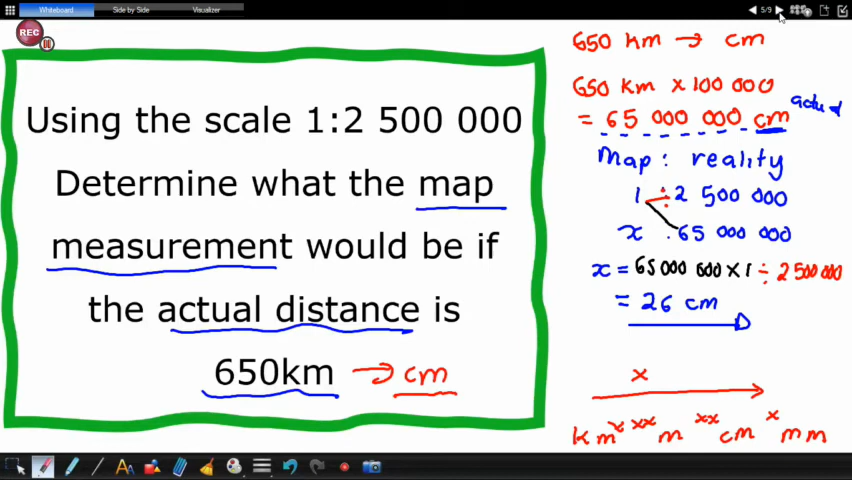 Whiteboard Side by Side Visualizer 5/9
REC
Using the scale 1:2 500 000
Determine what the map
measurement would be if
the actual distance is
650km → cm
650 km → cm
650 km × 100 000
= 65 000 000 cm actual
Map : reality
1 ÷ 2 500 000
x : 65 000 000
x = 65 000 000 × 1 ÷ 2 500 000
= 26 cm
x
km x xx m xx cm x mm